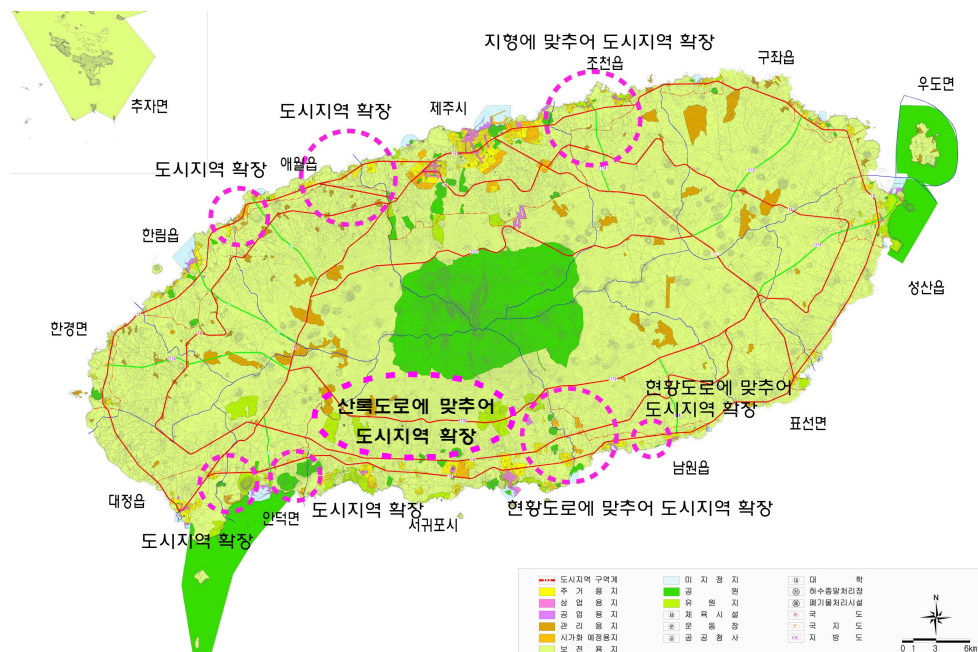 지형에 맞추어 도시지역 확장
조천읍
구좌읍
우도면
추자면
도시지역 확장
제주시
도시지역 확장
애월읍
한림읍
성산읍
한경면
현황도로에 맞추어
도시지역 확장
산록도로에 맞추어
도시지역 확장
표선면
남원읍
대정읍
안덕면
도시지역 확장
서귀포시
현황도로에 맞추어 도시지역 확장
도시지역 확장
도시지역 구역계
주 거 용 지
상 업 용 지
공 업 용 지
관 리 용 지
시가화 예정용지
보 전 용 지
미 지 정 지
공 원
유 원 지
체 육 시 설
운 동 장
공 공 청 사
대 학
하수종말처리장
폐기물처리시설
국 도
국 지 도
지 방 도
N
0 1 3 6km